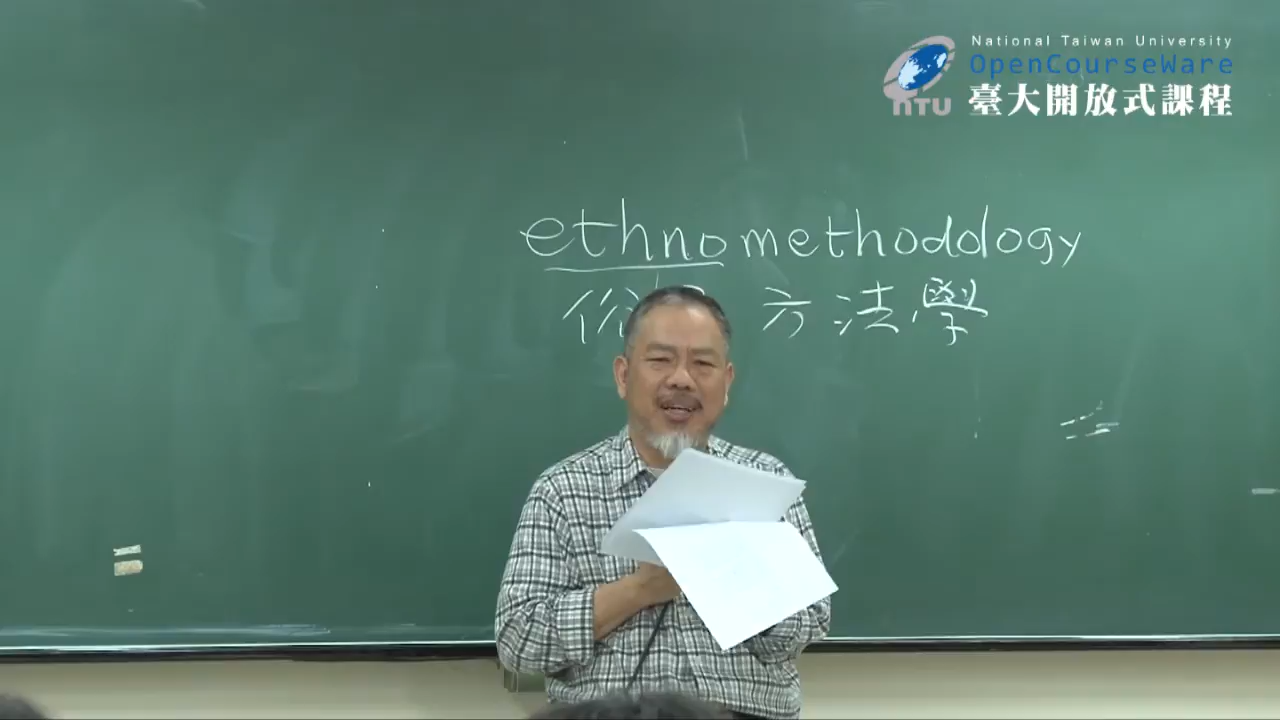 National Taiwan University
OpenCourseWare
NTU 臺大開放式課程
ethnomethodology
俗 方法學